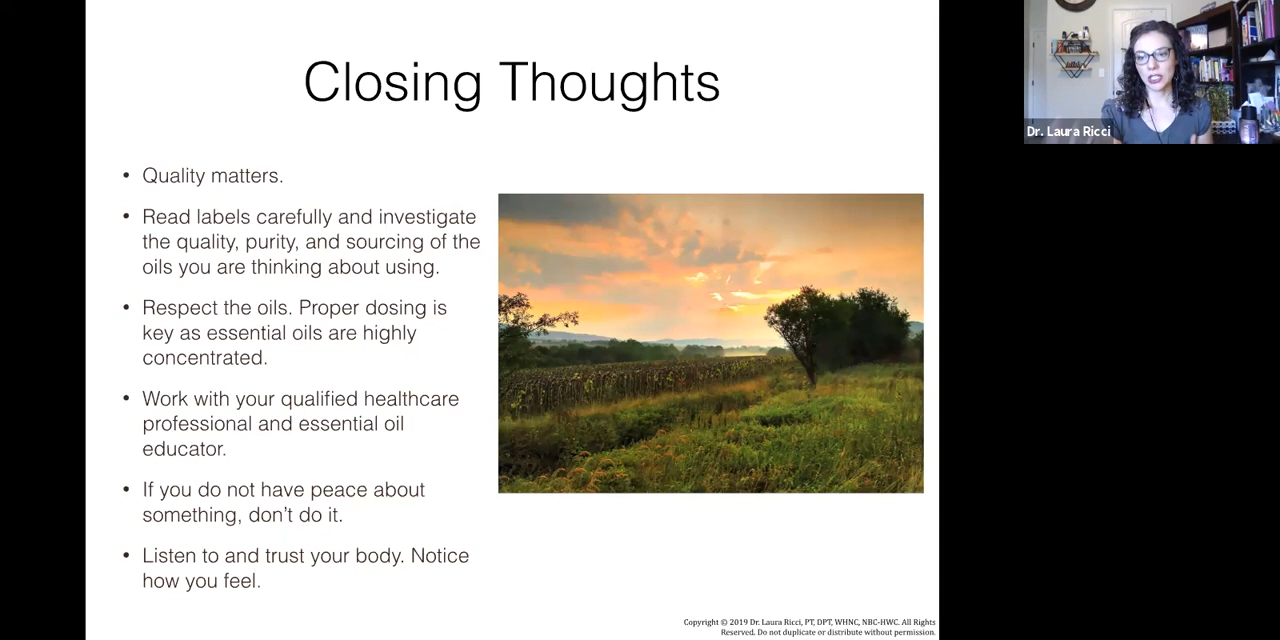 Closing Thoughts
• Quality matters.
• Read labels carefully and investigate
the quality, purity, and sourcing of the
oils you are thinking about using.
• Respect the oils. Proper dosing is
key as essential oils are highly
concentrated.
• Work with your qualified healthcare
professional and essential oil
educator.
• If you do not have peace about
something, don’t do it.
• Listen to and trust your body. Notice
how you feel.
Copyright © 2019 Dr. Laura Ricci, PT, DPT, WHNC, NBC-HWC. All Rights
Reserved. Do not duplicate or distribute without permission.
Dr. Laura Ricci